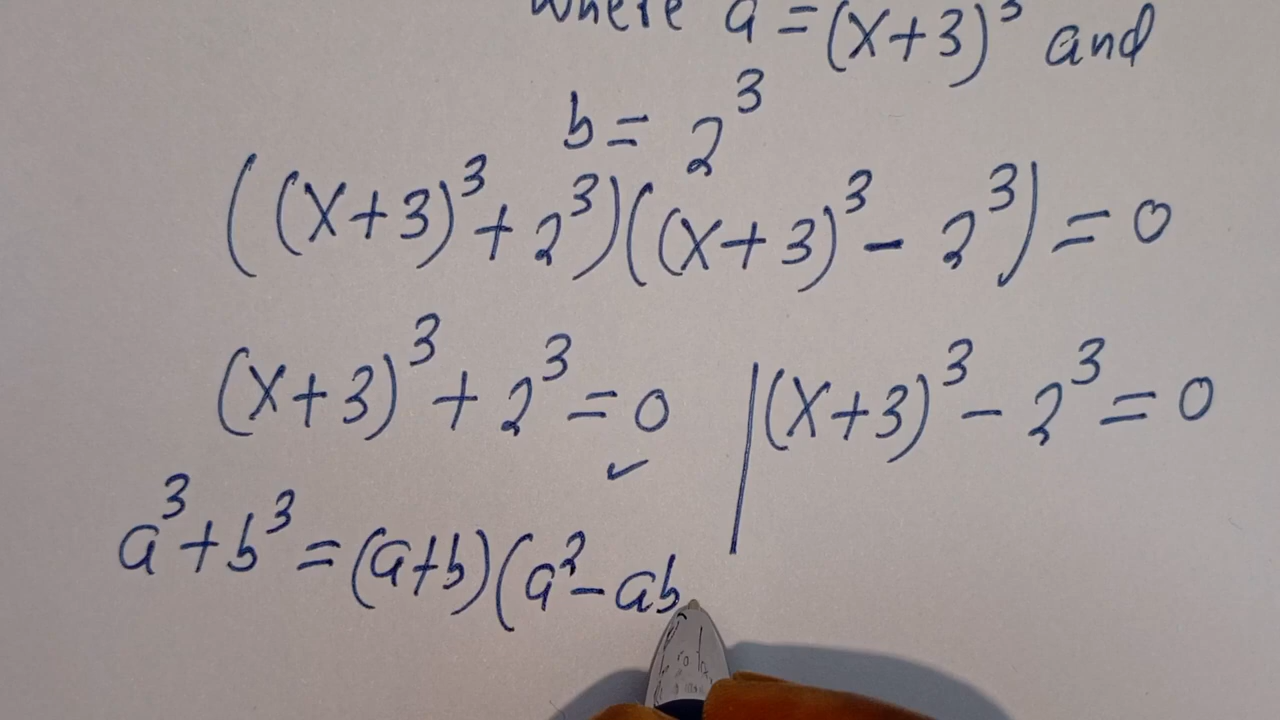 where a = (x+3)³ and
b = 2³
((x+3)³ + 2³)((x+3)³ - 2³) = 0
(x+3)³ + 2³ = 0 | (x+3)³ - 2³ = 0
✓
a³ + b³ = (a+b)(a² - ab